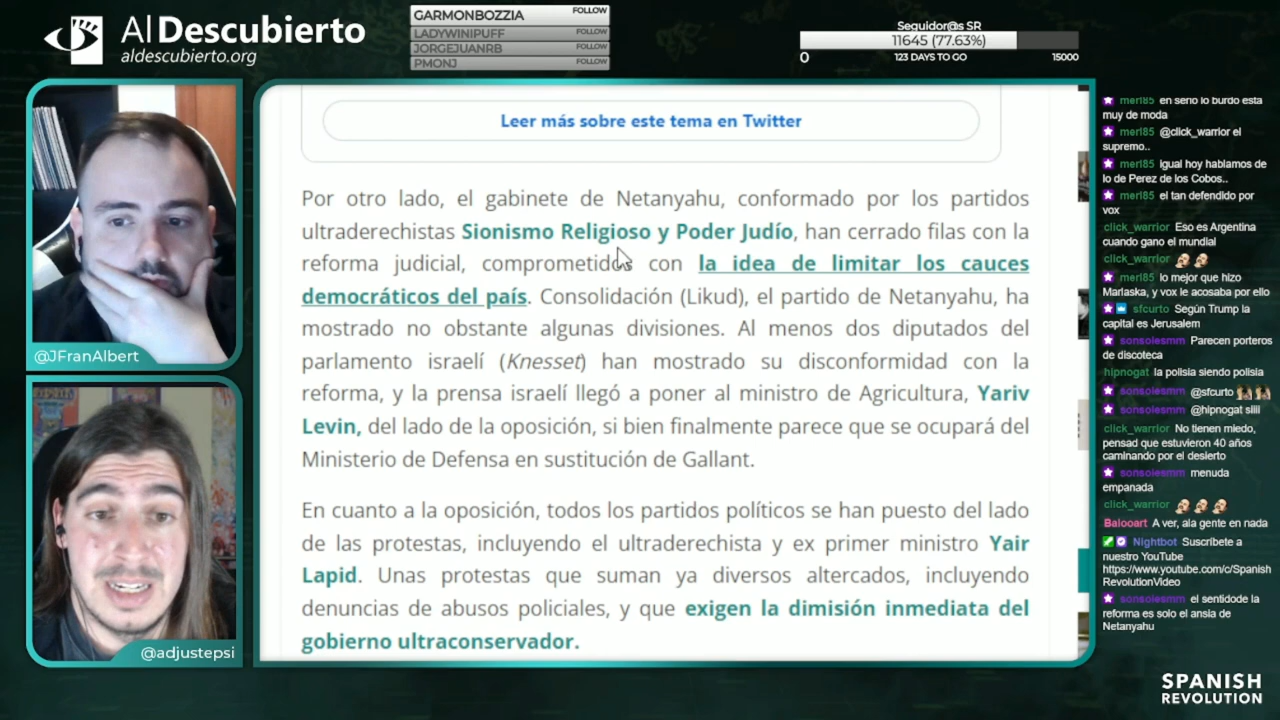 Al Descubierto
aldescubierto.org
GARMONBOZZIA FOLLOW
LADYWINIPUFF FOLLOW
JORGEJUANRB FOLLOW
PMONJ FOLLOW
Seguidor@s SR
11645 (77.63%)
0 123 DAYS TO GO 15000
@JFranAlbert
@adjustepsi
Leer más sobre este tema en Twitter
Por otro lado, el gabinete de Netanyahu, conformado por los partidos
ultraderechistas Sionismo Religioso y Poder Judío, han cerrado filas con la
reforma judicial, comprometidos con la idea de limitar los cauces
democráticos del país. Consolidación (Likud), el partido de Netanyahu, ha
mostrado no obstante algunas divisiones. Al menos dos diputados del
parlamento israelí (Knesset) han mostrado su disconformidad con la
reforma, y la prensa israelí llegó a poner al ministro de Agricultura, Yariv
Levin, del lado de la oposición, si bien finalmente parece que se ocupará del
Ministerio de Defensa en sustitución de Gallant.
En cuanto a la oposición, todos los partidos políticos se han puesto del lado
de las protestas, incluyendo el ultraderechista y ex primer ministro Yair
Lapid. Unas protestas que suman ya diversos altercados, incluyendo
denuncias de abusos policiales, y que exigen la dimisión inmediata del
gobierno ultraconservador.
merl85 en serio lo burdo esta
muy de moda
merl85 @click_warrior el
supremo..
merl85 igual hoy hablamos de
lo de Perez de los Cobos..
merl85 el tan defendido por
vox
click_warrior Eso es Argentina
cuando gano el mundial
click_warrior
merl85 lo mejor que hizo
Marlaska, y vox le acosaba por ello
sfcurto Según Trump la
capital es Jerusalem
sonsolesmm Parecen porteros
de discoteca
hipnogat la polisia siendo polisia
sonsolesmm @sfcurto
sonsolesmm @hipnogat siiii
click_warrior No tienen miedo,
pensad que estuvieron 40 años
caminando por el desierto
sonsolesmm menuda
empanada
click_warrior
Balooart A ver, ala gente en nada
Nightbot Suscríbete a
nuestro YouTube
https://www.youtube.com/c/Spanish
RevolutionVideo
sonsolesmm el sentidode la
reforma es solo el ansia de
Netanyahu
SPANISH
REVOLUTION